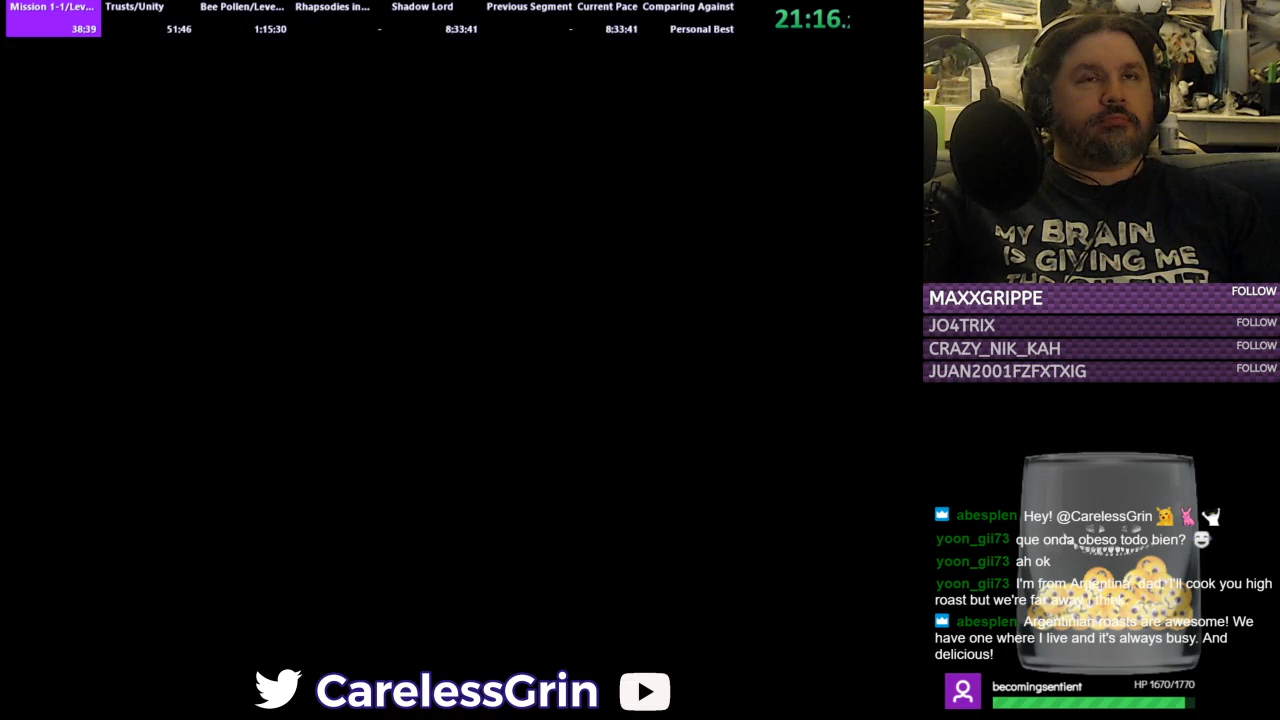 Mission 1-1/Lev... Trusts/Unity Bee Pollen/Leve... Rhapsodies in... Shadow Lord Previous Segment Current Pace Comparing Against
38:39 51:46 1:15:30 - 8:33:41 - 8:33:41 Personal Best
21:16.
MY BRAIN
IS GIVING ME
MAXXGRIPPE FOLLOW
JO4TRIX FOLLOW
CRAZY_NIK_KAH FOLLOW
JUAN2001FZFXTXIG FOLLOW
abesplen Hey! @CarelessGrin
yoon_gii73 que onda obeso todo bien?
yoon_gii73 ah ok
yoon_gii73 I'm from Argentina, dad. I'll cook you high
roast but we're far away I think
abesplen Argentinian roasts are awesome! We
have one where I live and it's always busy. And
delicious!
becomingsentient HP 1670/1770
CarelessGrin